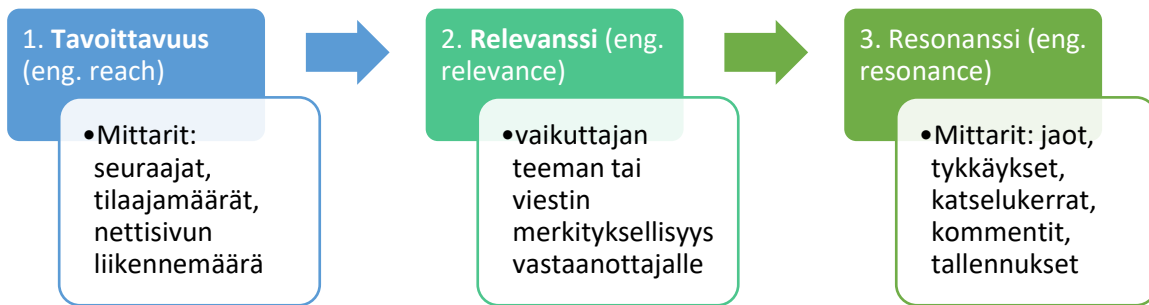 1. Tavoittavuus
(eng. reach)
•Mittarit:
seuraajat,
tilaajamäärät,
nettisivun
liikennemäärä
2. Relevanssi (eng.
relevance)
•vaikuttajan
teeman tai
viestin
merkityksellisyys
vastaanottajalle
3. Resonanssi (eng.
resonance)
•Mittarit: jaot,
tykkäykset,
katselukerrat,
kommentit,
tallennukset